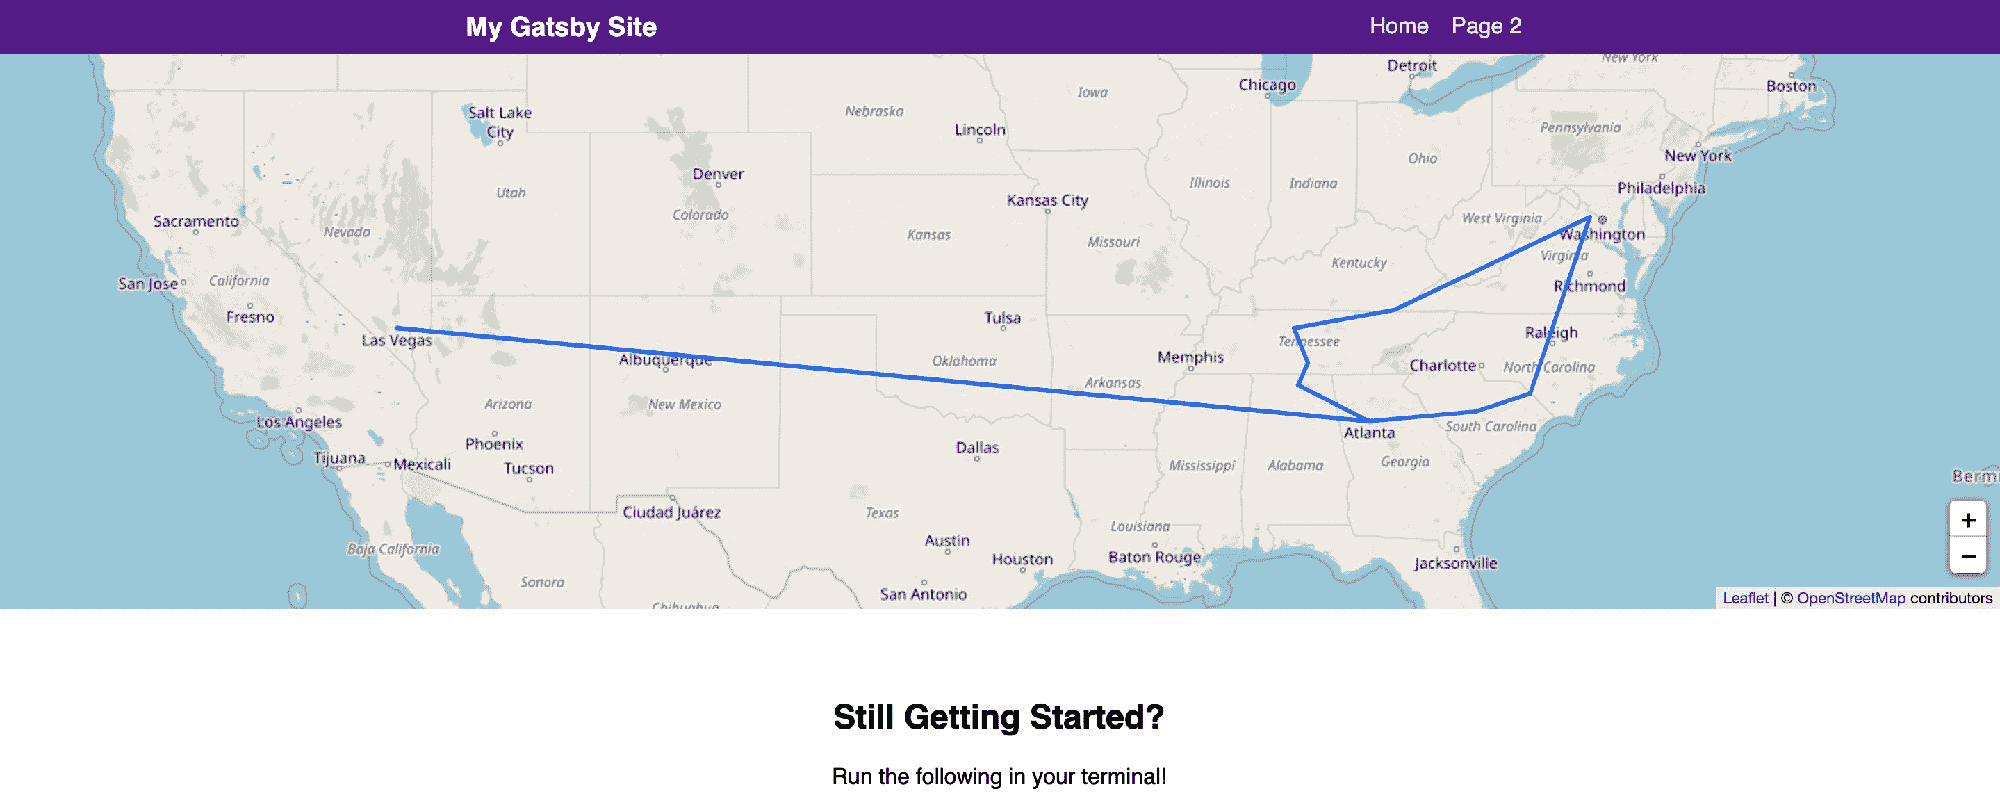 My Gatsby Site
Home Page 2
New York
Detroit
Chicago
Boston
Iowa
Nebraska
Salt Lake
City
Lincoln
Pennsylvania
New York
Ohio
Denver
Illinois
Indiana
Philadelphia
Utah
Kansas City
Colorado
Sacramento
West Virginia
Nevada
Kansas
Missouri
Washington
Virginia
Kentucky
San Jose
California
Richmond
Fresno
Tulsa
Raleigh
Las Vegas
Tennessee
Albuquerque
Oklahoma
Memphis
Charlotte
North Carolina
Arkansas
Arizona
New Mexico
Los Angeles
Atlanta
South Carolina
Phoenix
Dallas
Tijuana
Mexicali
Tucson
Mississippi
Alabama
Georgia
Berm
Ciudad Juárez
Texas
Louisiana
+
Austin
Baja California
Houston
Baton Rouge
−
Jacksonville
Sonora
San Antonio
Chihuahua
Leaflet | © OpenStreetMap contributors
Still Getting Started?
Run the following in your terminal!